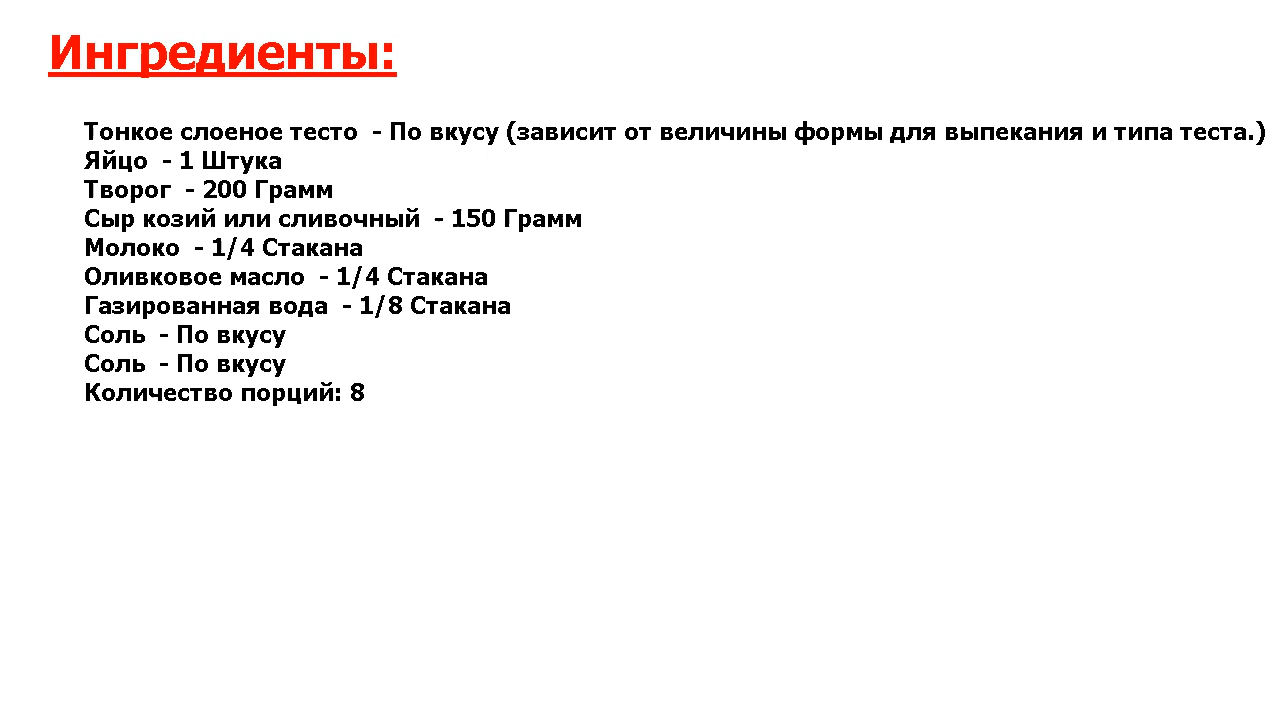 Ингредиенты:
Тонкое слоеное тесто  - По вкусу (зависит от величины формы для выпекания и типа теста.)
Яйцо  - 1 Штука
Творог  - 200 Грамм
Сыр козий или сливочный  - 150 Грамм
Молоко  - 1/4 Стакана
Оливковое масло  - 1/4 Стакана
Газированная вода  - 1/8 Стакана
Соль  - По вкусу
Соль  - По вкусу
Количество порций: 8